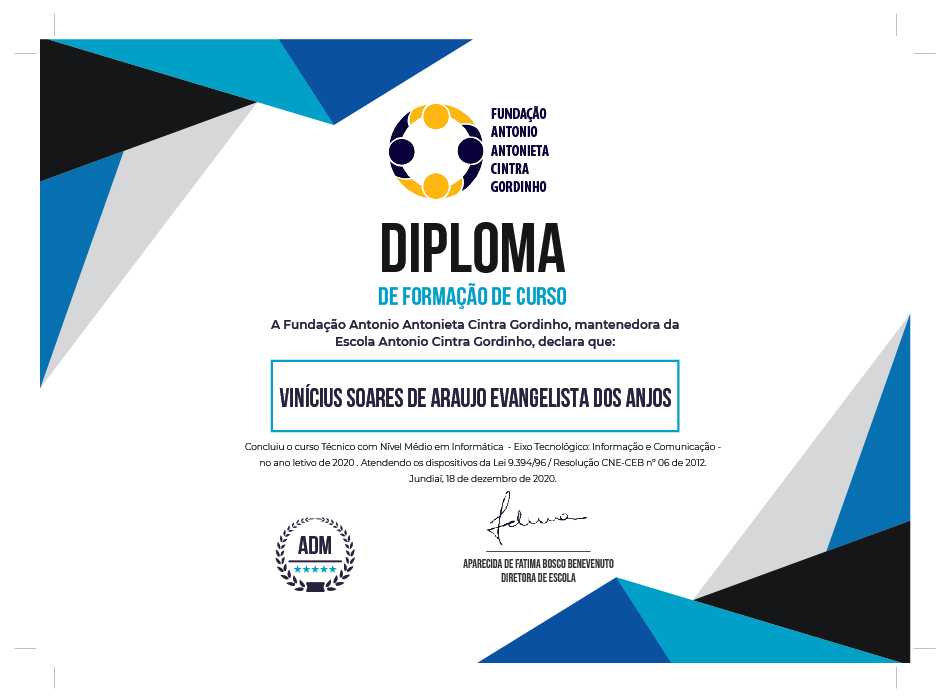 FUNDAÇÃO
ANTONIO
ANTONIETA
CINTRA
GORDINHO
DIPLOMA
DE FORMAÇÃO DE CURSO
A Fundação Antonio Antonieta Cintra Gordinho, mantenedora da
Escola Antonio Cintra Gordinho, declara que:
VINÍCIUS SOARES DE ARAUJO EVANGELISTA DOS ANJOS
Concluiu o curso Técnico com Nível Médio em Informática - Eixo Tecnológico: Informação e Comunicação -
no ano letivo de 2020 . Atendendo os dispositivos da Lei 9.394/96 / Resolução CNE-CEB nº 06 de 2012.
Jundiaí, 18 de dezembro de 2020.
ADM
APARECIDA DE FATIMA BOSCO BENEVENUTO
DIRETORA DE ESCOLA